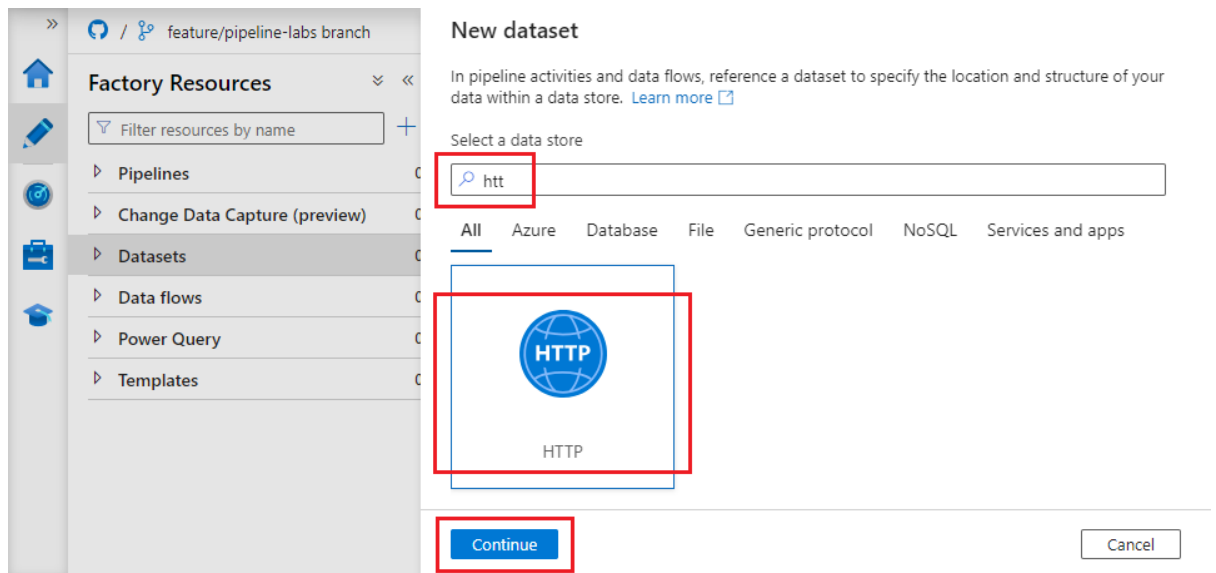 / feature/pipeline-labs branch
Factory Resources
Filter resources by name
Pipelines
Change Data Capture (preview)
Datasets
Data flows
Power Query
Templates
New dataset
In pipeline activities and data flows, reference a dataset to specify the location and structure of your
data within a data store. Learn more
Select a data store
htt
All Azure Database File Generic protocol NoSQL Services and apps
HTTP
HTTP
Continue Cancel